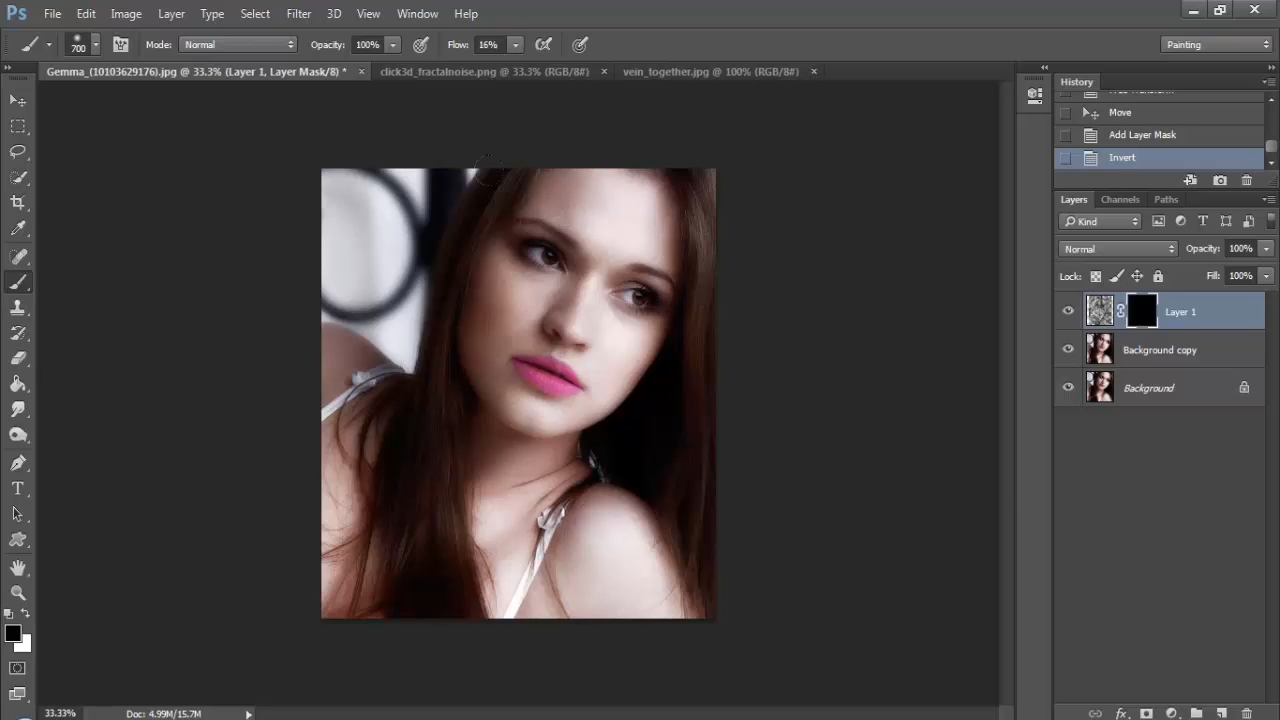 Ps File Edit Image Layer Type Select Filter 3D View Window Help
700 Mode: Normal Opacity: 100% Flow: 16% Painting
Gemma_(10103629176).jpg @ 33.3% (Layer 1, Layer Mask/8) * × click3d_fractalnoise.png @ 33.3% (RGB/8#) × vein_together.jpg @ 100% (RGB/8#) ×
History
Move
Add Layer Mask
Invert
Layers Channels Paths
Kind
Normal Opacity: 100%
Lock: Fill: 100%
Layer 1
Background copy
Background
33.33% Doc: 4.99M/15.7M